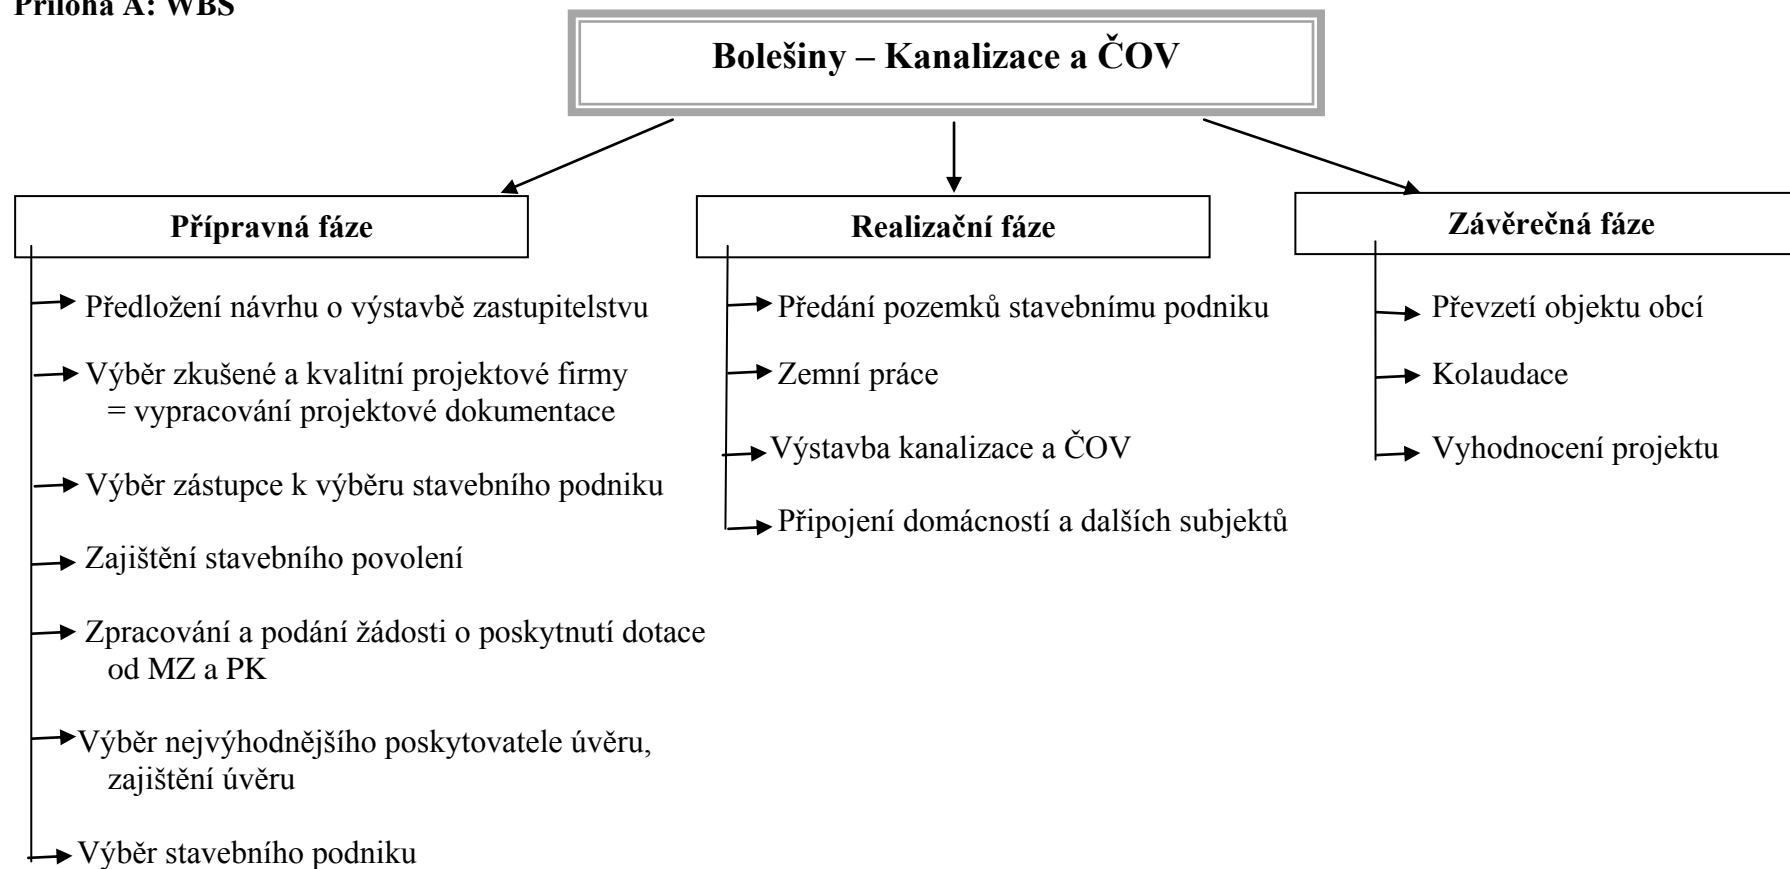 Příloha A: WBS
Bolešiny – Kanalizace a ČOV
Přípravná fáze
Předložení návrhu o výstavbě zastupitelstvu
Výběr zkušené a kvalitní projektové firmy
= vypracování projektové dokumentace
Výběr zástupce k výběru stavebního podniku
Zajištění stavebního povolení
Zpracování a podání žádosti o poskytnutí dotace
od MZ a PK
Výběr nejvýhodnějšího poskytovatele úvěru,
zajištění úvěru
Výběr stavebního podniku
Realizační fáze
Předání pozemků stavebnímu podniku
Zemní práce
Výstavba kanalizace a ČOV
Připojení domácností a dalších subjektů
Závěrečná fáze
Převzetí objektu obcí
Kolaudace
Vyhodnocení projektu